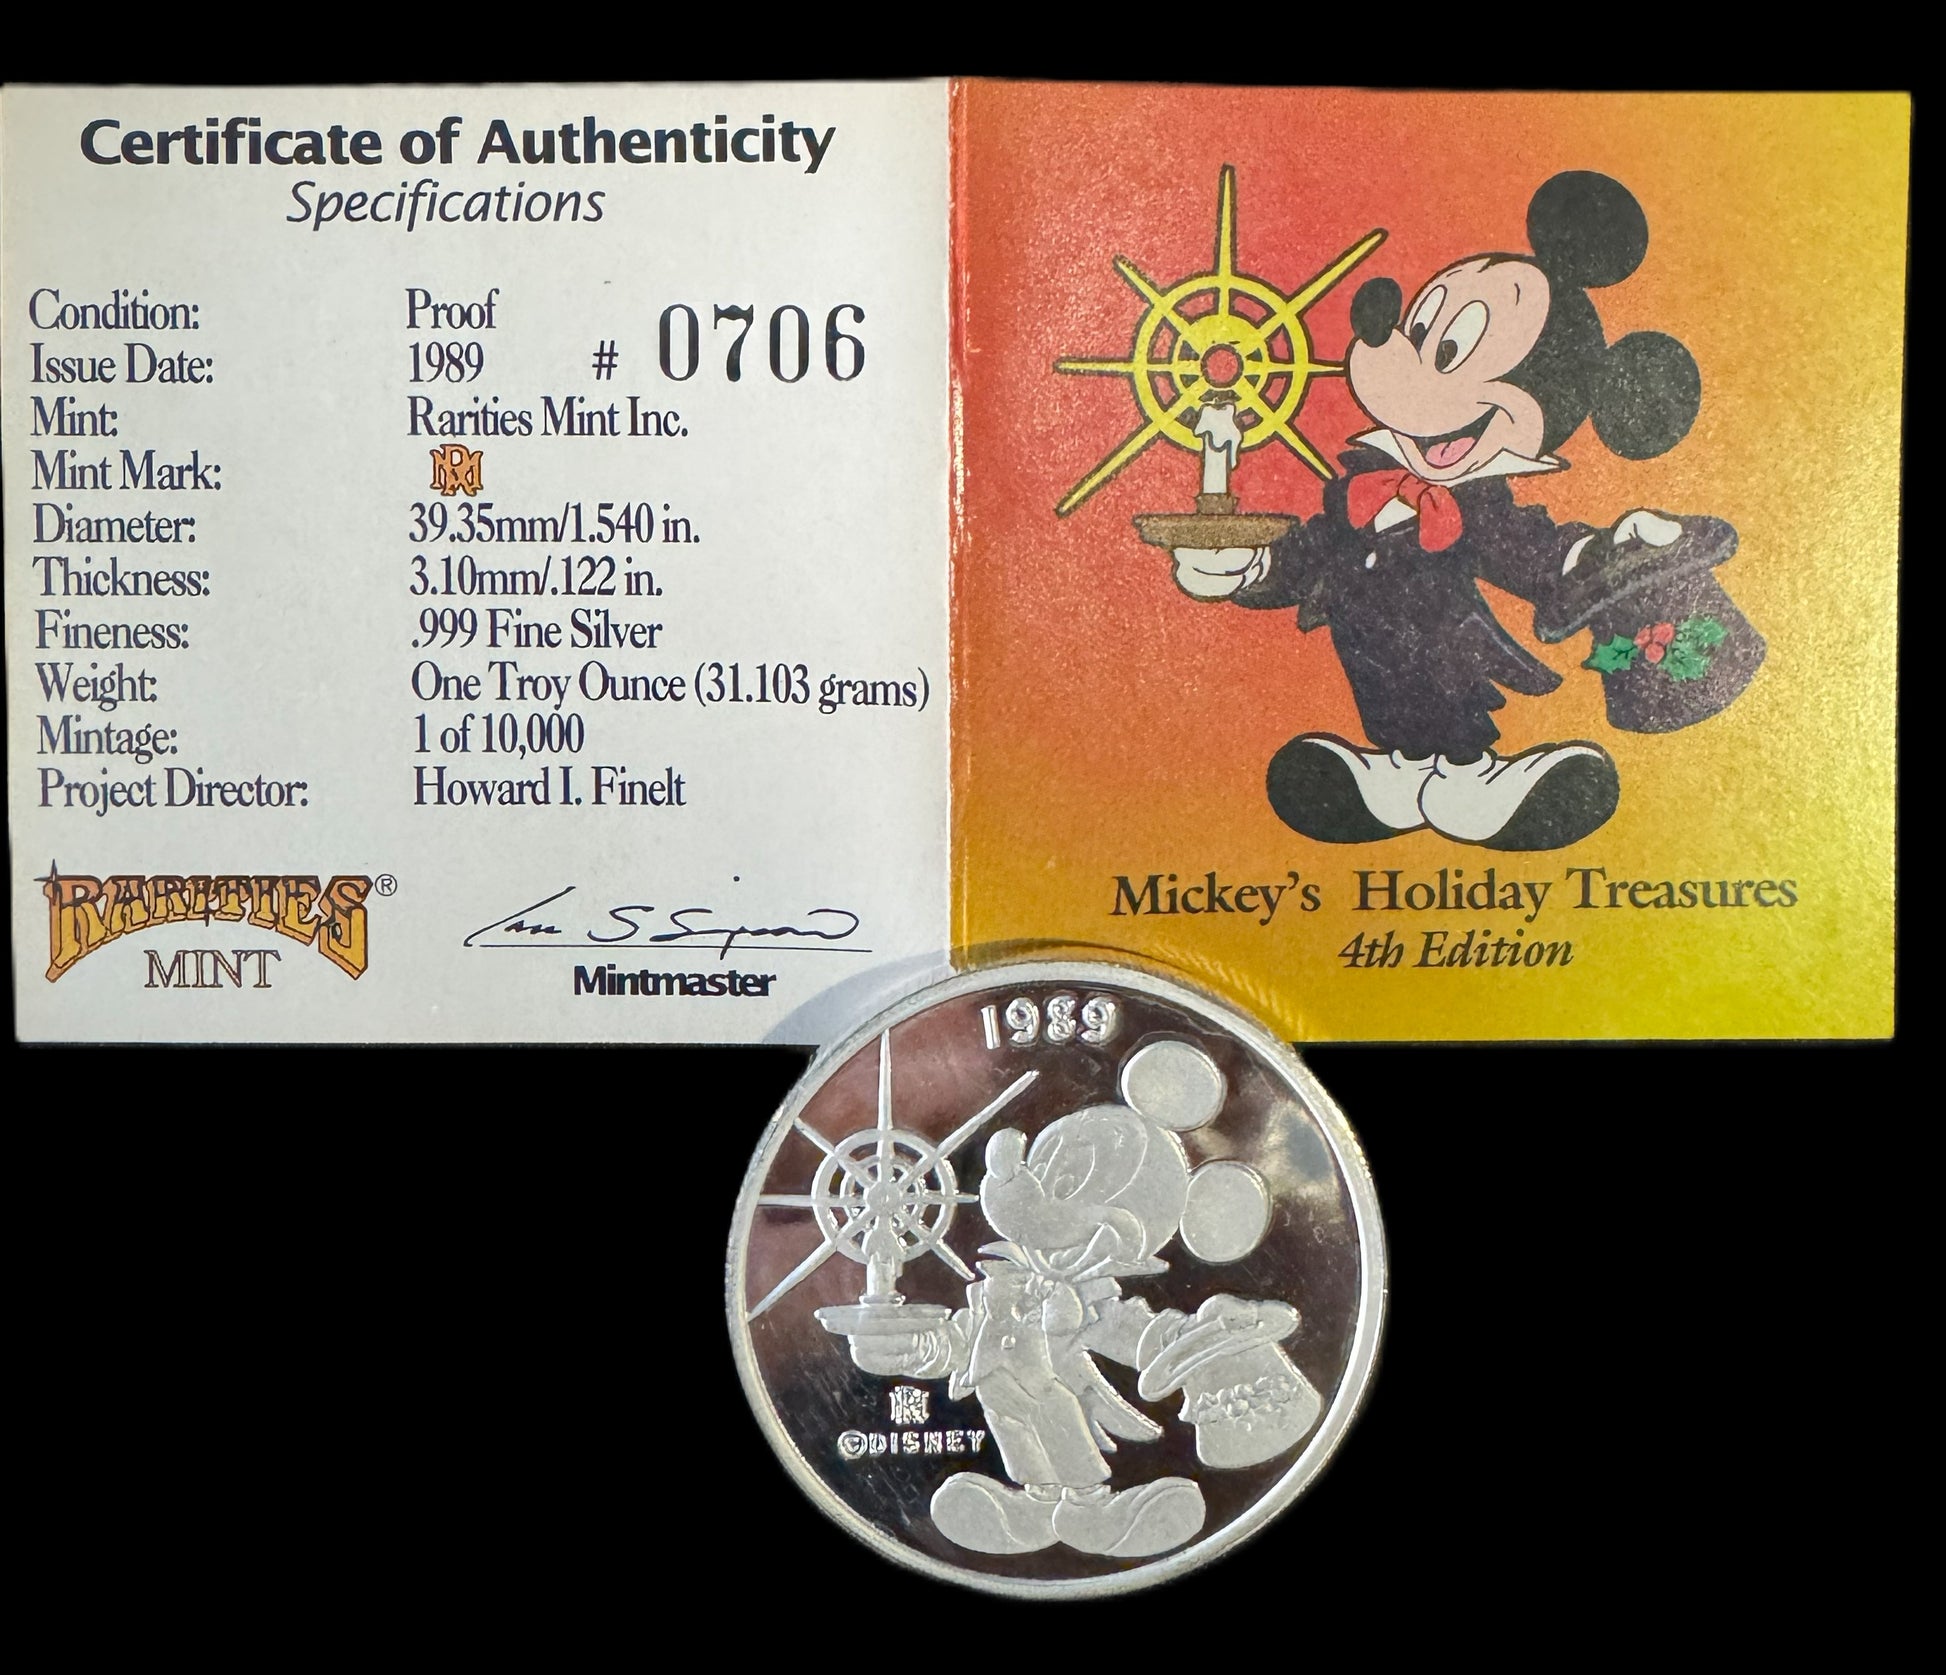 Certificate of Authenticity
Specifications
Condition: Proof
Issue Date: 1989 # 0706
Mint: Rarities Mint Inc.
Mint Mark: RM
Diameter: 39.35mm/1.540 in.
Thickness: 3.10mm/.122 in.
Fineness: .999 Fine Silver
Weight: One Troy Ounce (31.103 grams)
Mintage: 1 of 10,000
Project Director: Howard I. Finelt
RARITIES®
MINT
Mintmaster
Mickey's Holiday Treasures
4th Edition
1989
©DISNEY